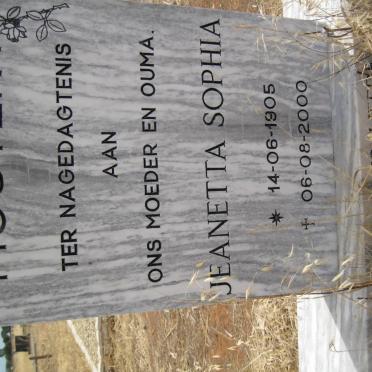 TER NAGEDAGTENIS
AAN
ONS MOEDER EN OUMA.
JEANETTA SOPHIA
✴ 14-06-1905
✝ 06-08-2000